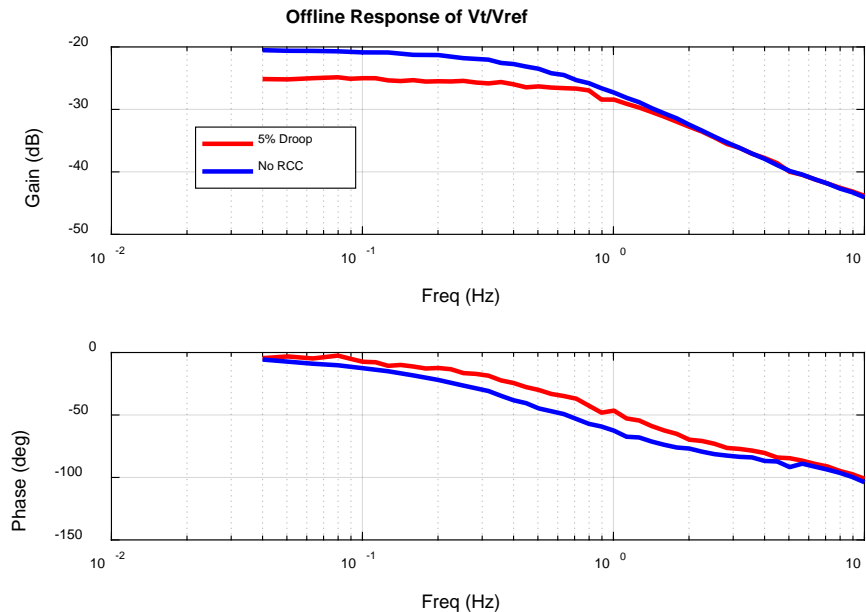 Offline Response of Vt/Vref
-20
-30
-40
-50
Gain (dB)
5% Droop
No RCC
10 -2
10 -1
10 0
10
Freq (Hz)
0
-50
-100
-150
Phase (deg)
10 -2
10 -1
10 0
10
Freq (Hz)